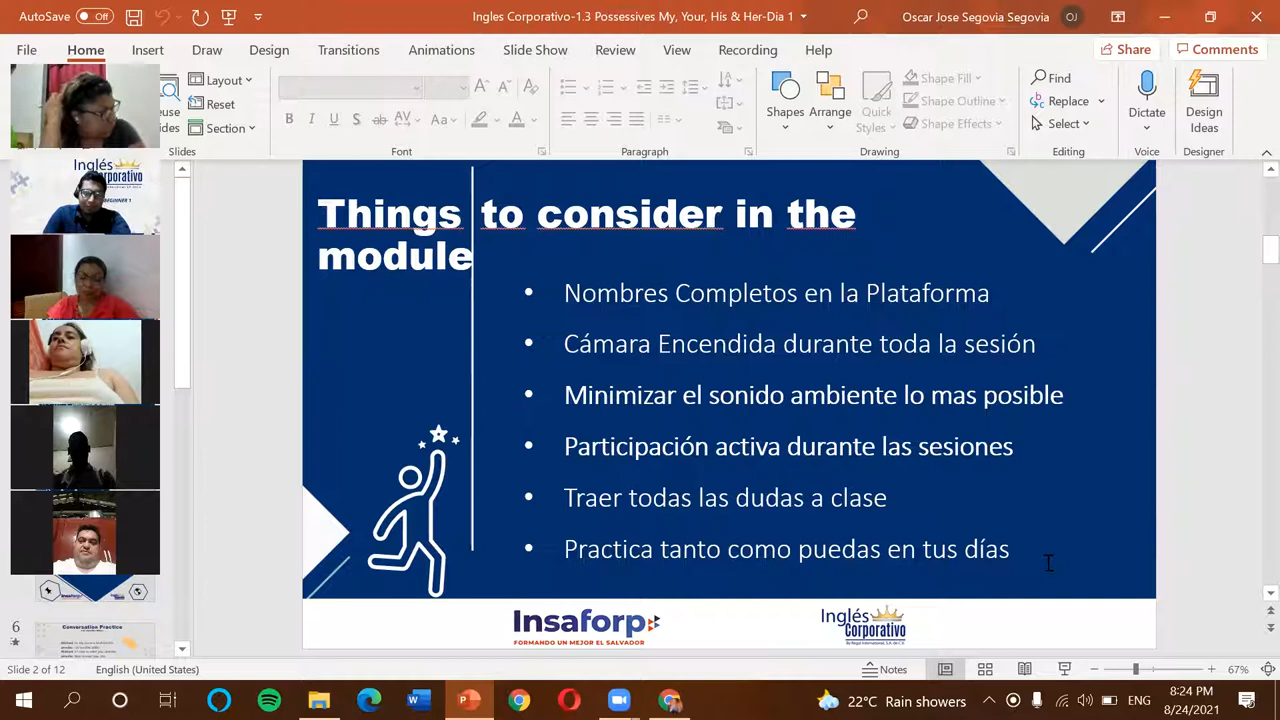 AutoSave Off
Ingles Corporativo-1.3 Possessives My, Your, His & Her-Dia 1
Oscar Jose Segovia Segovia
OJ
File Home Insert Draw Design Transitions Animations Slide Show Review View Recording Help
Share
Comments
Layout
Reset
Section
Shapes
Arrange
Quick
Styles
Shape Fill
Shape Outline
Shape Effects
Find
Replace
Select
Dictate
Design
Ideas
Slides
Font
Paragraph
Drawing
Editing
Voice
Designer
Inglés
Corporativo
Things to consider in the
module
• Nombres Completos en la Plataforma
• Cámara Encendida durante toda la sesión
• Minimizar el sonido ambiente lo mas posible
• Participación activa durante las sesiones
• Traer todas las dudas a clase
• Practica tanto como puedas en tus días
Insaforp
FORMANDO UN MEJOR EL SALVADOR
Inglés
Corporativo
6
Conversation Practice
Slide 2 of 12
English (United States)
Notes
67%
22°C Rain showers
ENG
8:24 PM
8/24/2021